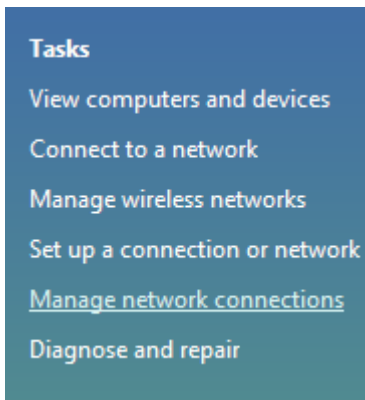 Tasks
View computers and devices
Connect to a network
Manage wireless networks
Set up a connection or network
Manage network connections
Diagnose and repair